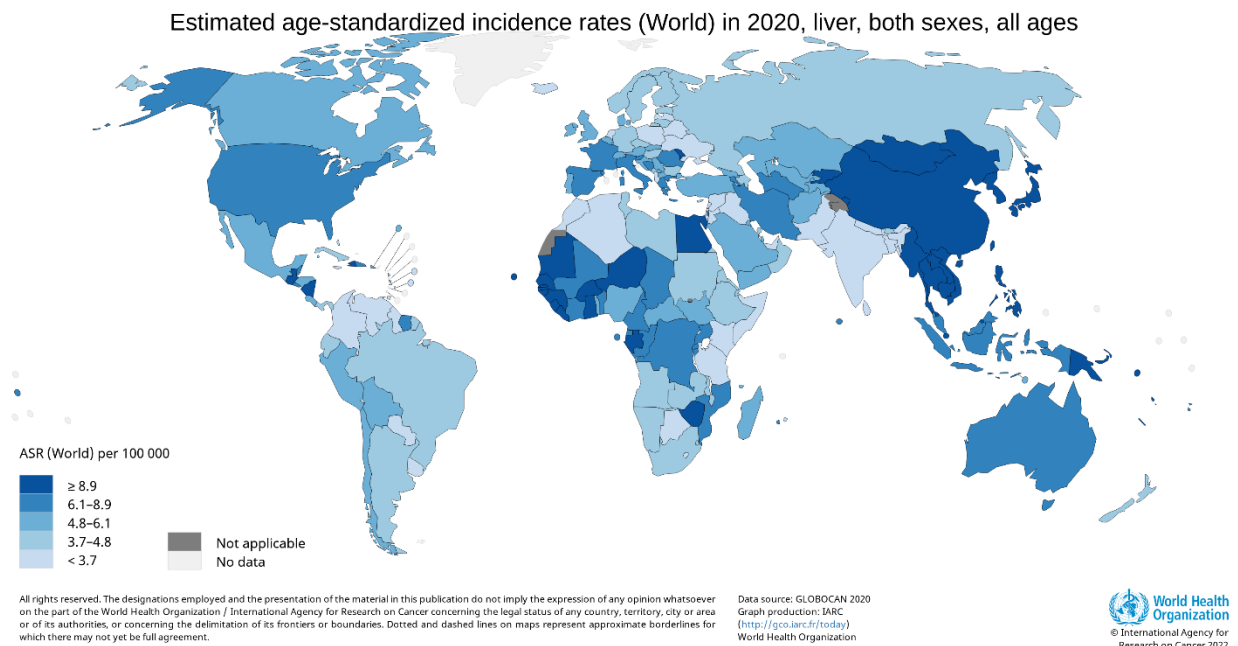 Estimated age-standardized incidence rates (World) in 2020, liver, both sexes, all ages
ASR (World) per 100 000
≥ 8.9
6.1–8.9
4.8–6.1
3.7–4.8
< 3.7
Not applicable
No data
All rights reserved. The designations employed and the presentation of the material in this publication do not imply the expression of any opinion whatsoever
on the part of the World Health Organization / International Agency for Research on Cancer concerning the legal status of any country, territory, city or area
or of its authorities, or concerning the delimitation of its frontiers or boundaries. Dotted and dashed lines on maps represent approximate borderlines for
which there may not yet be full agreement.
Data source: GLOBOCAN 2020
Graph production: IARC
(http://gco.iarc.fr/today)
World Health Organization
World Health
Organization
© International Agency for
Research on Cancer 2022